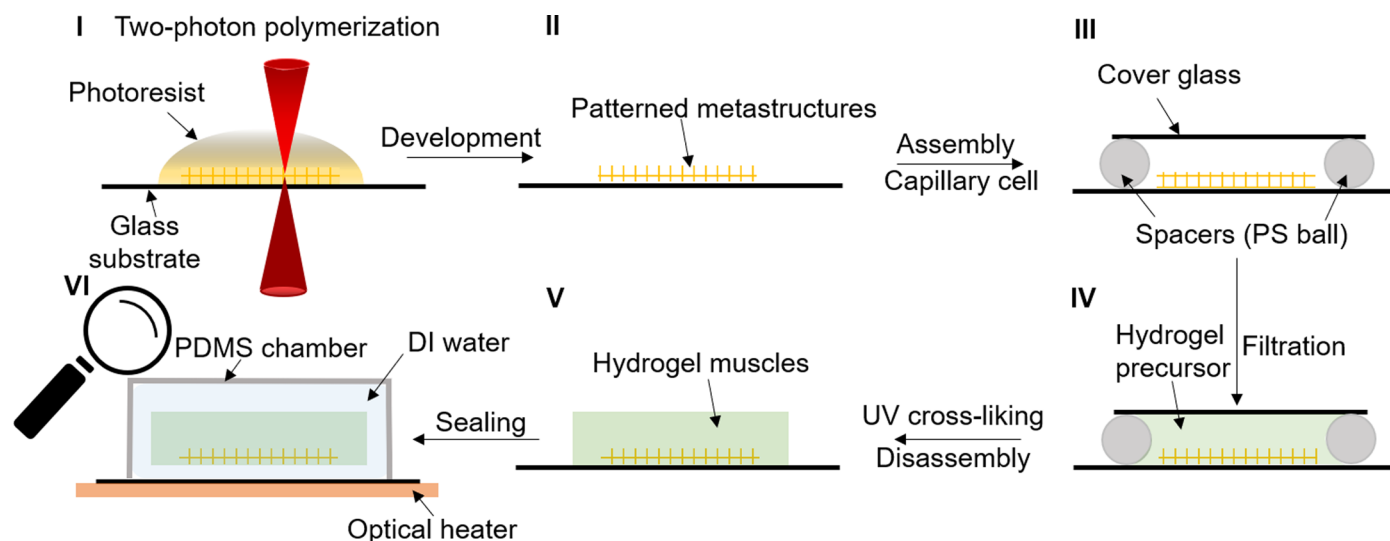 I Two-photon polymerization
Photoresist
Glass
substrate
Development
II
Patterned metastructures
Assembly
Capillary cell
III
Cover glass
Spacers (PS ball)
Filtration
IV
Hydrogel
precursor
UV cross-liking
Disassembly
V
Hydrogel muscles
Sealing
VI
PDMS chamber
DI water
Optical heater